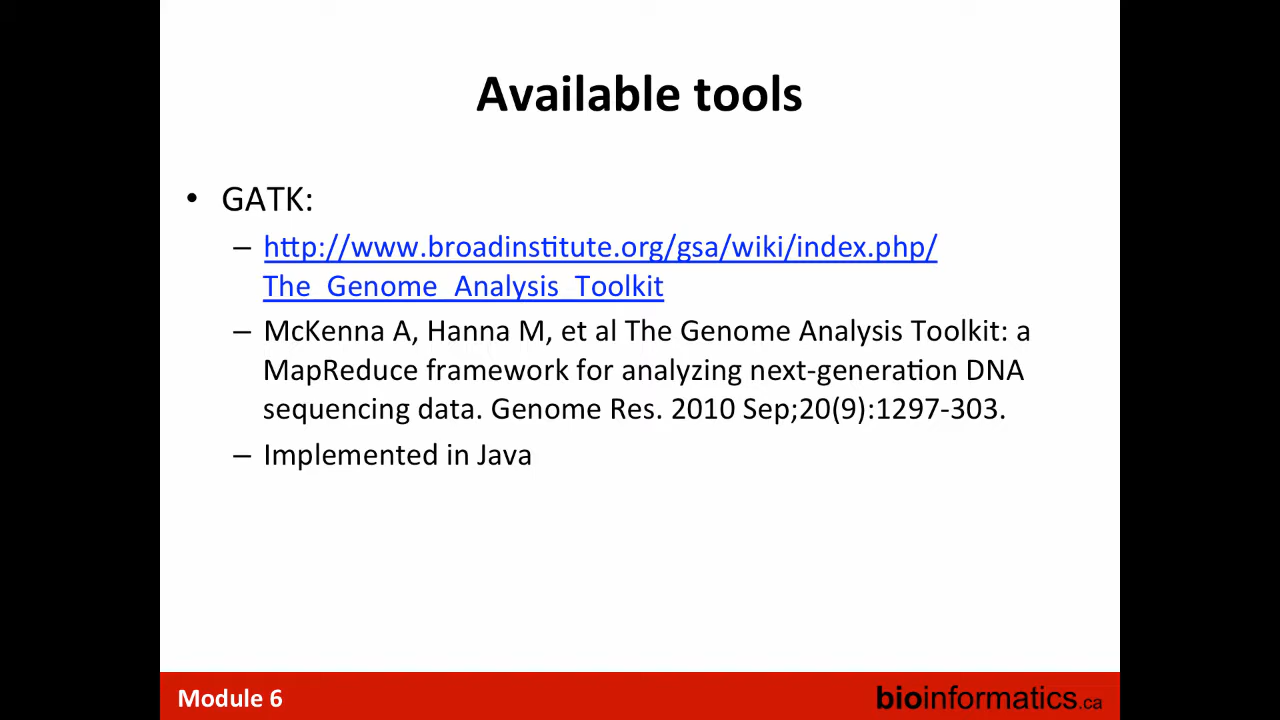 Available tools
• GATK:
– http://www.broadinstitute.org/gsa/wiki/index.php/
The_Genome_Analysis_Toolkit
– McKenna A, Hanna M, et al The Genome Analysis Toolkit: a
MapReduce framework for analyzing next-generation DNA
sequencing data. Genome Res. 2010 Sep;20(9):1297-303.
– Implemented in Java
Module 6
bioinformatics.ca